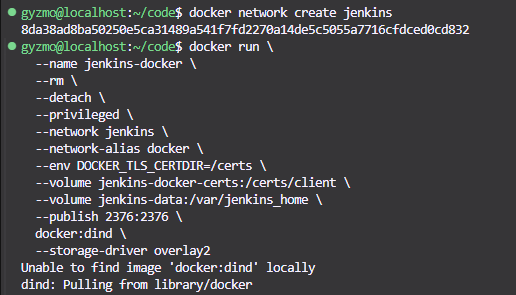 gyzmo@localhost:~/code$ docker network create jenkins
8da38ad8ba50250e5ca31489a541f7fd2270a14de5c5055a7716cfdced0cd832
gyzmo@localhost:~/code$ docker run \
--name jenkins-docker \
--rm \
--detach \
--privileged \
--network jenkins \
--network-alias docker \
--env DOCKER_TLS_CERTDIR=/certs \
--volume jenkins-docker-certs:/certs/client \
--volume jenkins-data:/var/jenkins_home \
--publish 2376:2376 \
docker:dind \
--storage-driver overlay2
Unable to find image 'docker:dind' locally
dind: Pulling from library/docker